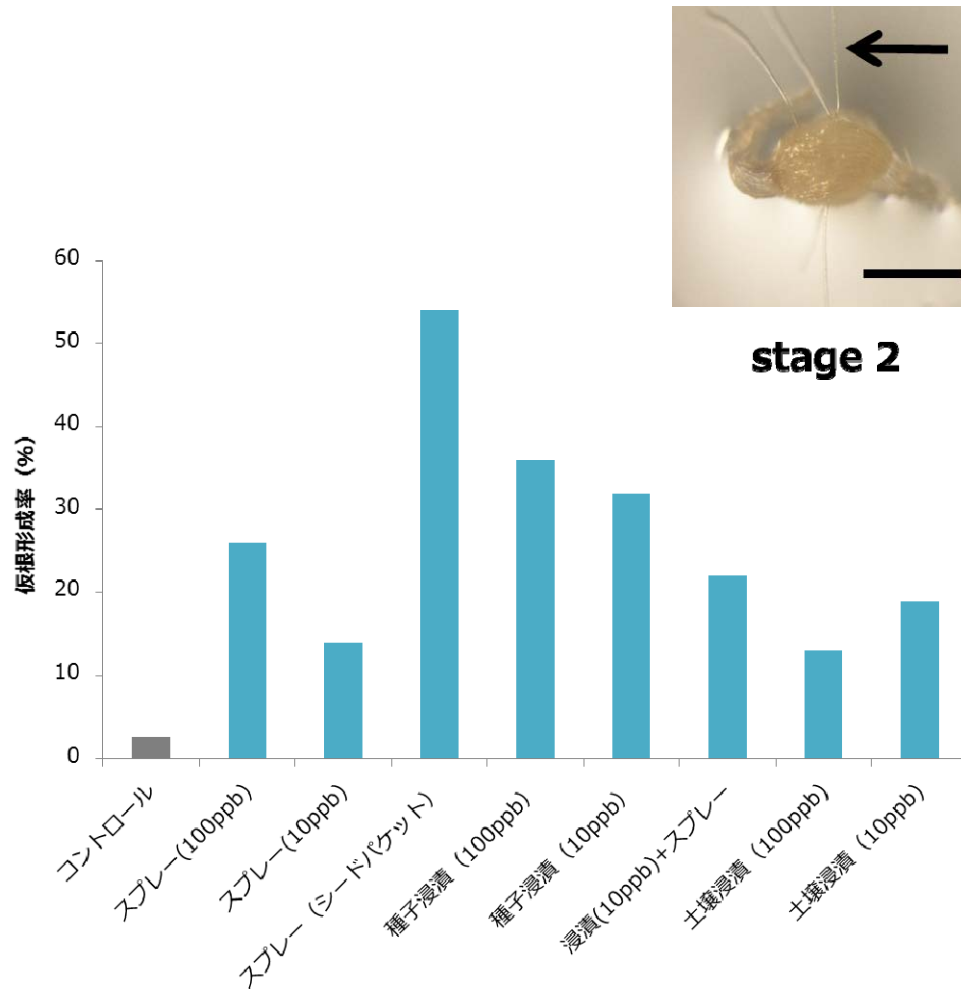 stage 2
仮根形成率 (%)
60
50
40
30
20
10
0
コントロール
スプレー(100ppb)
スプレー(10ppb)
スプレー（シードパケット）
種子浸漬（100ppb）
種子浸漬（10ppb）
浸漬(10ppb)+スプレー
土壌浸漬（100ppb）
土壌浸漬（10ppb）